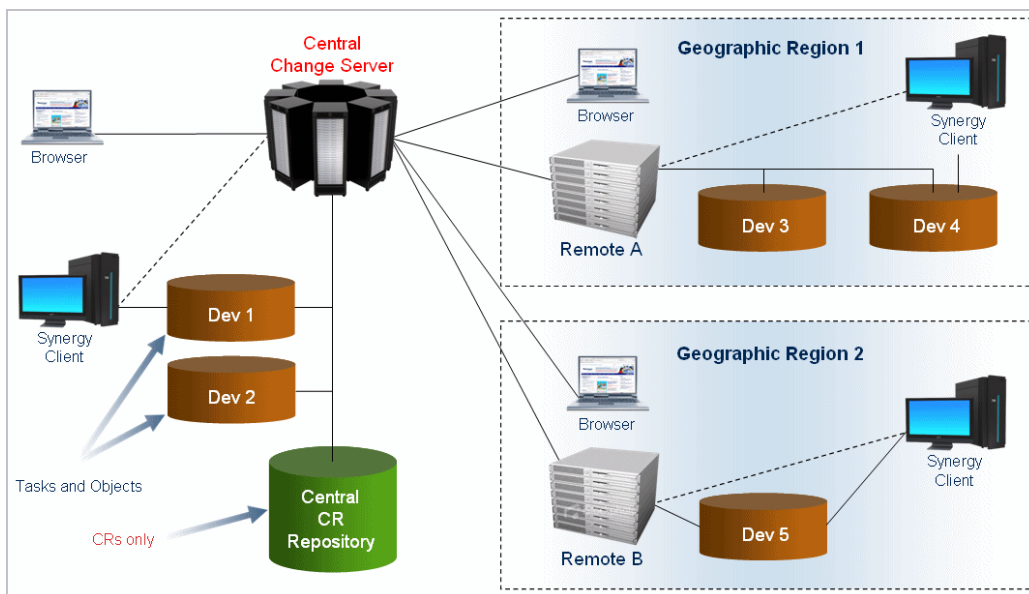 Central
Change Server
Browser
Synergy
Client
Dev 1
Dev 2
Tasks and Objects
CRs only
Central
CR
Repository
Geographic Region 1
Browser
Remote A
Dev 3
Dev 4
Synergy
Client
Geographic Region 2
Browser
Remote B
Dev 5
Synergy
Client